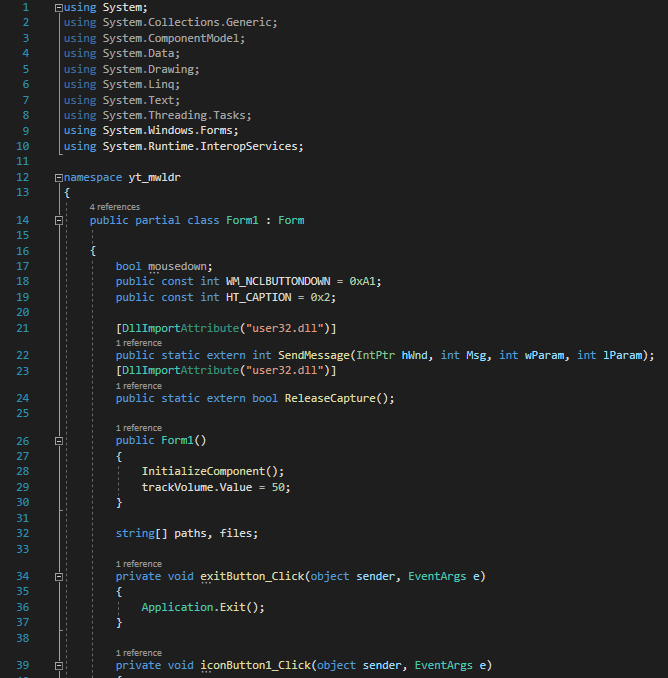 1 using System;
2 using System.Collections.Generic;
3 using System.ComponentModel;
4 using System.Data;
5 using System.Drawing;
6 using System.Linq;
7 using System.Text;
8 using System.Threading.Tasks;
9 using System.Windows.Forms;
10 using System.Runtime.InteropServices;
11
12 namespace yt_mwldr
13 {
4 references
14 public partial class Form1 : Form
15
16 {
17 bool mousedown;
18 public const int WM_NCLBUTTONDOWN = 0xA1;
19 public const int HT_CAPTION = 0x2;
20
21 [DllImportAttribute("user32.dll")]
1 reference
22 public static extern int SendMessage(IntPtr hWnd, int Msg, int wParam, int lParam);
23 [DllImportAttribute("user32.dll")]
1 reference
24 public static extern bool ReleaseCapture();
25
1 reference
26 public Form1()
27 {
28 InitializeComponent();
29 trackVolume.Value = 50;
30 }
31
32 string[] paths, files;
33
1 reference
34 private void exitButton_Click(object sender, EventArgs e)
35 {
36 Application.Exit();
37 }
38
1 reference
39 private void iconButton1_Click(object sender, EventArgs e)